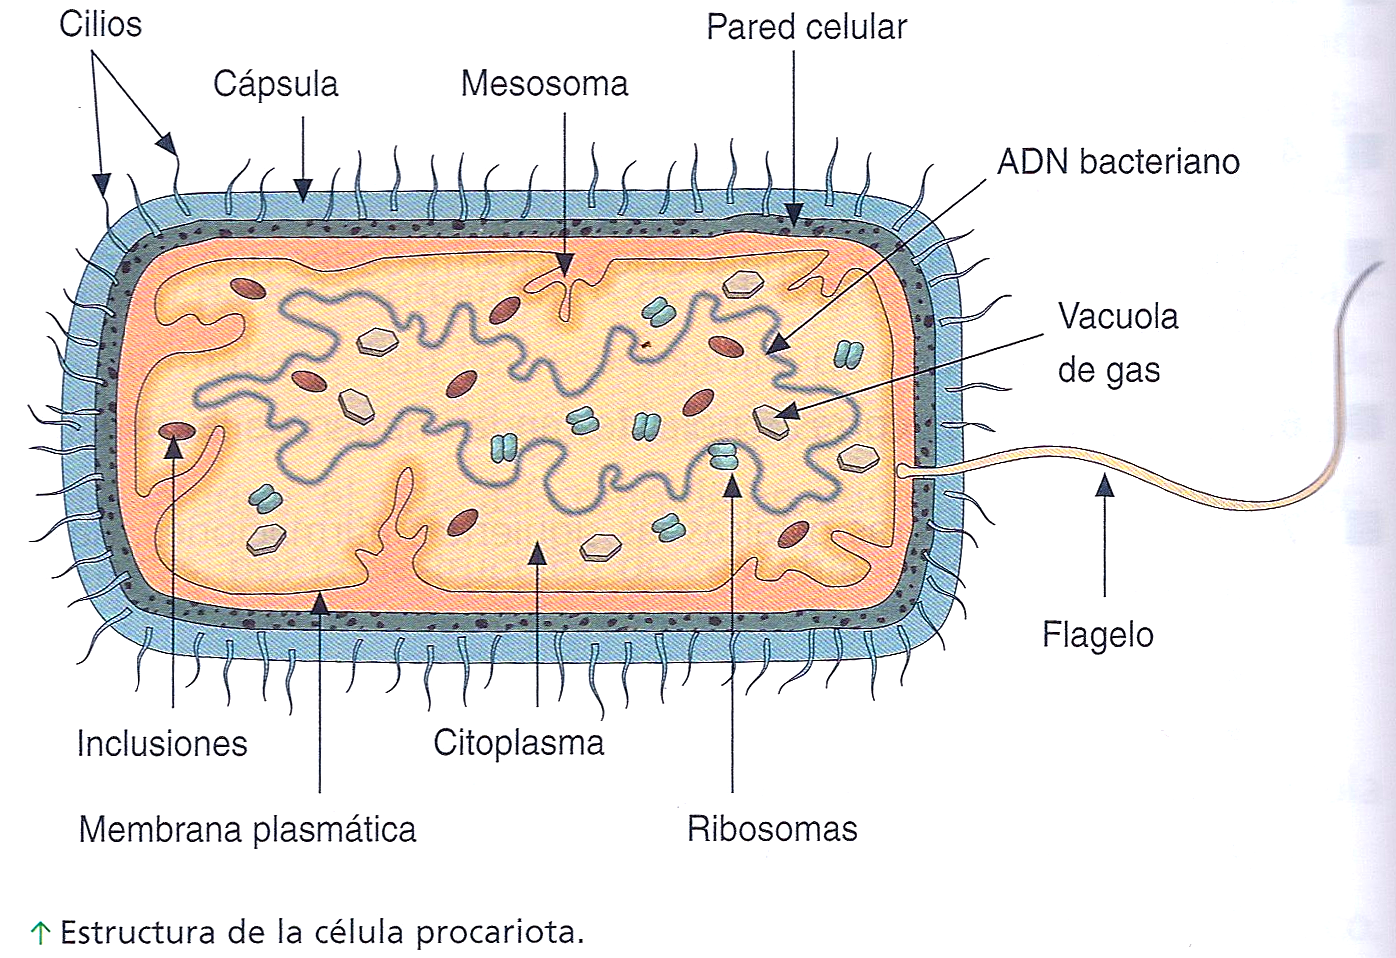 Cilios
Pared celular
Cápsula
Mesosoma
ADN bacteriano
Vacuola
de gas
Flagelo
Inclusiones
Citoplasma
Membrana plasmática
Ribosomas
↑ Estructura de la célula procariota.